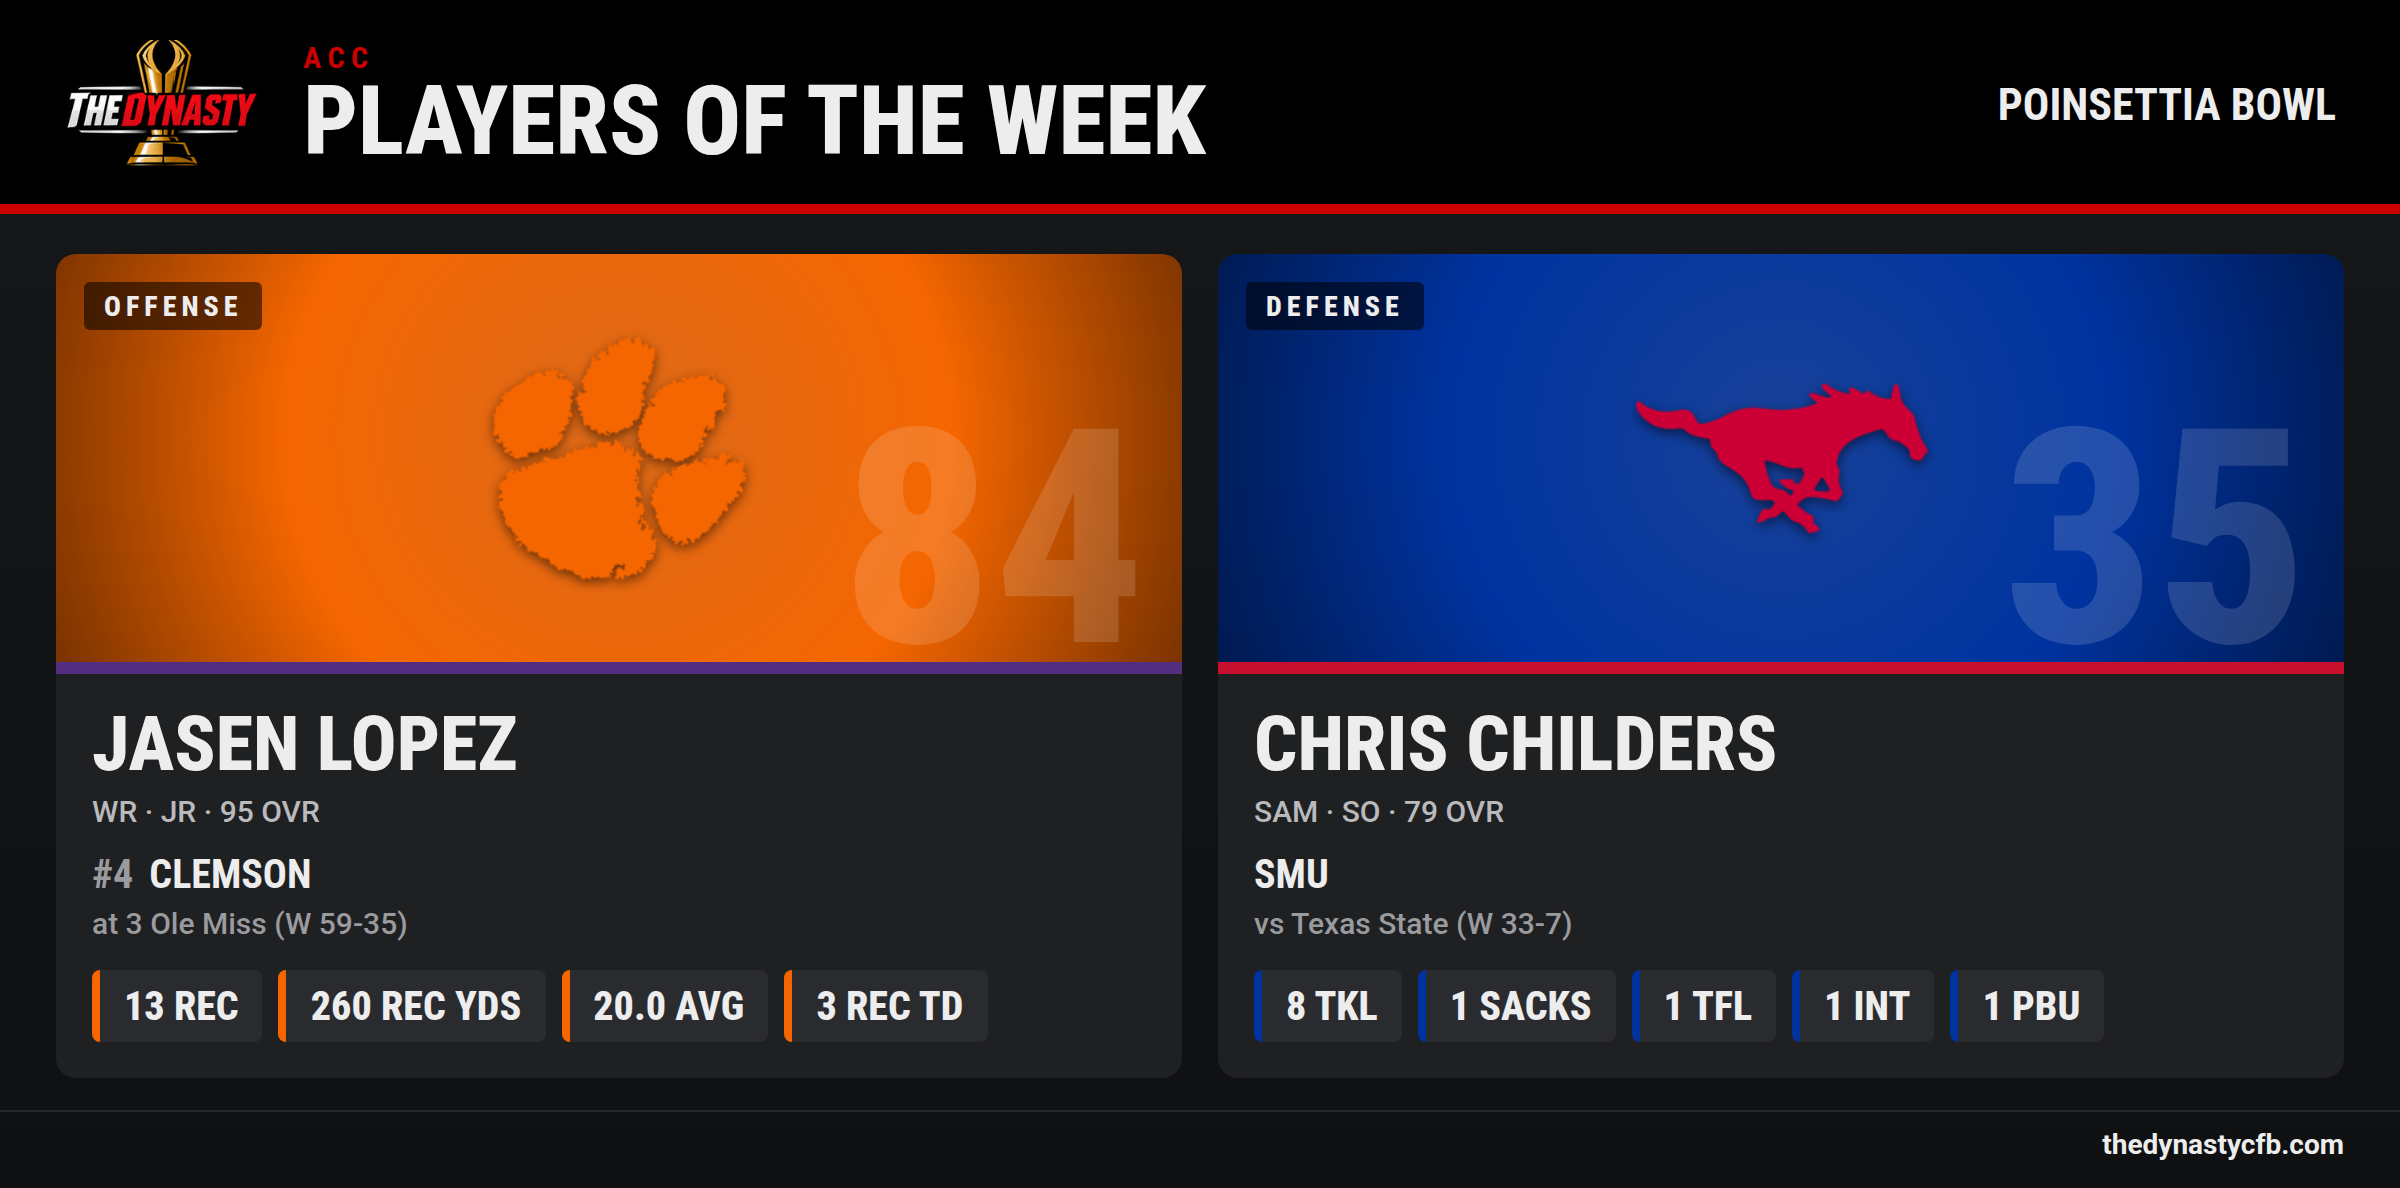 THE DYNASTY
ACC
PLAYERS OF THE WEEK
POINSETTIA BOWL
OFFENSE
84
JASEN LOPEZ
WR · JR · 95 OVR
#4 CLEMSON
at 3 Ole Miss (W 59-35)
13 REC
260 REC YDS
20.0 AVG
3 REC TD
DEFENSE
35
CHRIS CHILDERS
SAM · SO · 79 OVR
SMU
vs Texas State (W 33-7)
8 TKL
1 SACKS
1 TFL
1 INT
1 PBU
thedynastycfb.com